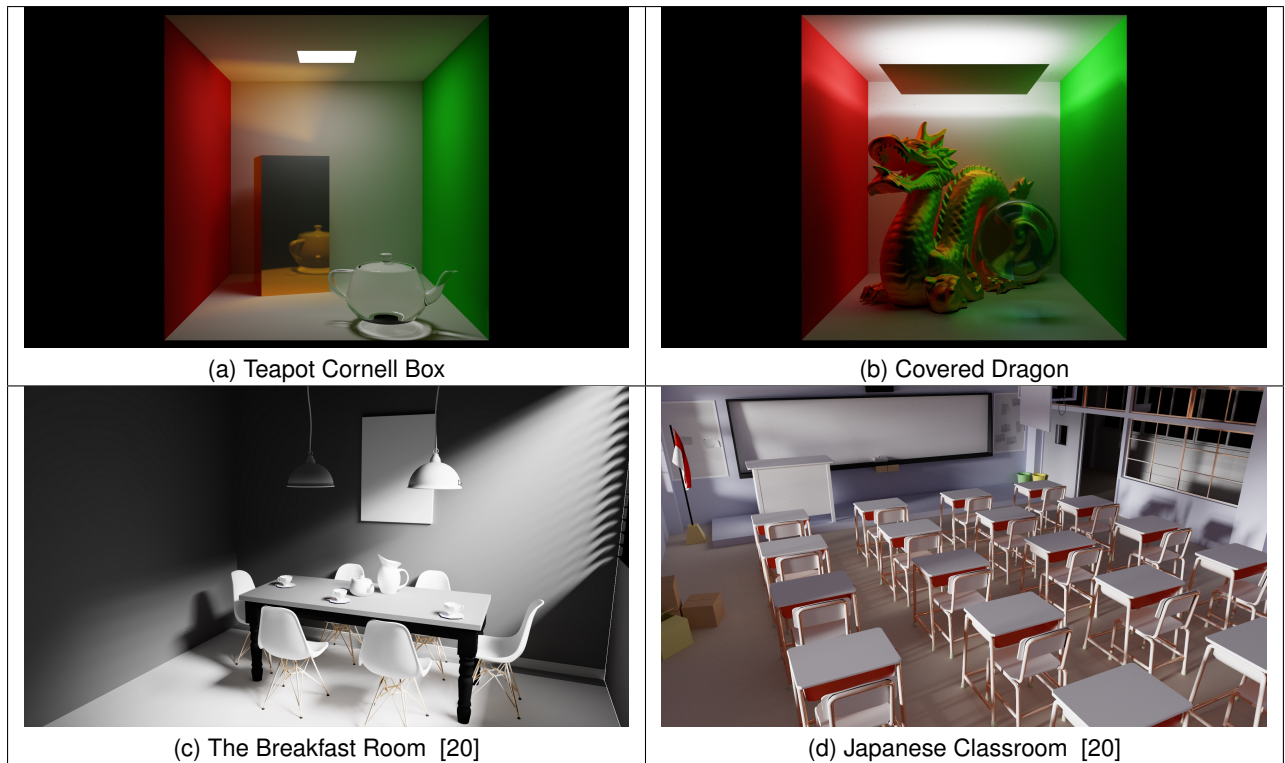 (a) Teapot Cornell Box
(b) Covered Dragon
(c) The Breakfast Room [20]
(d) Japanese Classroom [20]